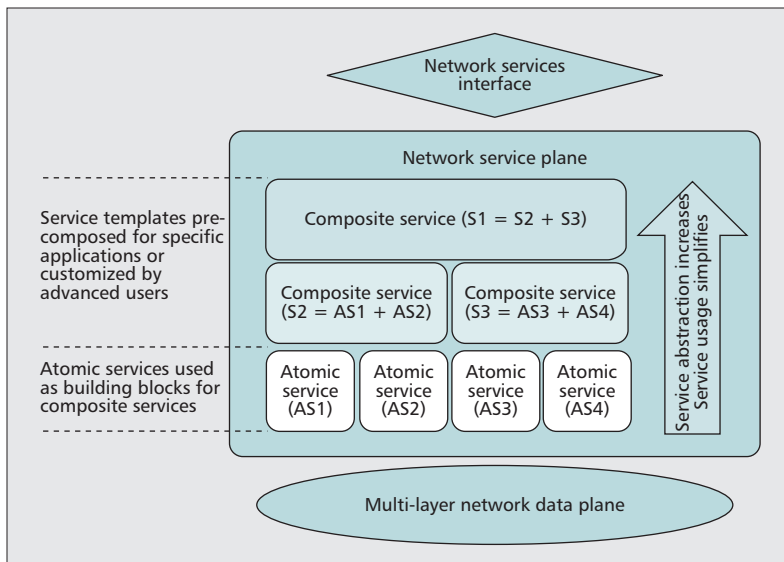 Network services
interface
Network service plane
Service templates pre-
composed for specific
applications or
customized by
advanced users
Composite service (S1 = S2 + S3)
Composite service
(S2 = AS1 + AS2)
Composite service
(S3 = AS3 + AS4)
Atomic services used
as building blocks for
composite services
Atomic
service
(AS1)
Atomic
service
(AS2)
Atomic
service
(AS3)
Atomic
service
(AS4)
Service abstraction increases
Service usage simplifies
Multi-layer network data plane